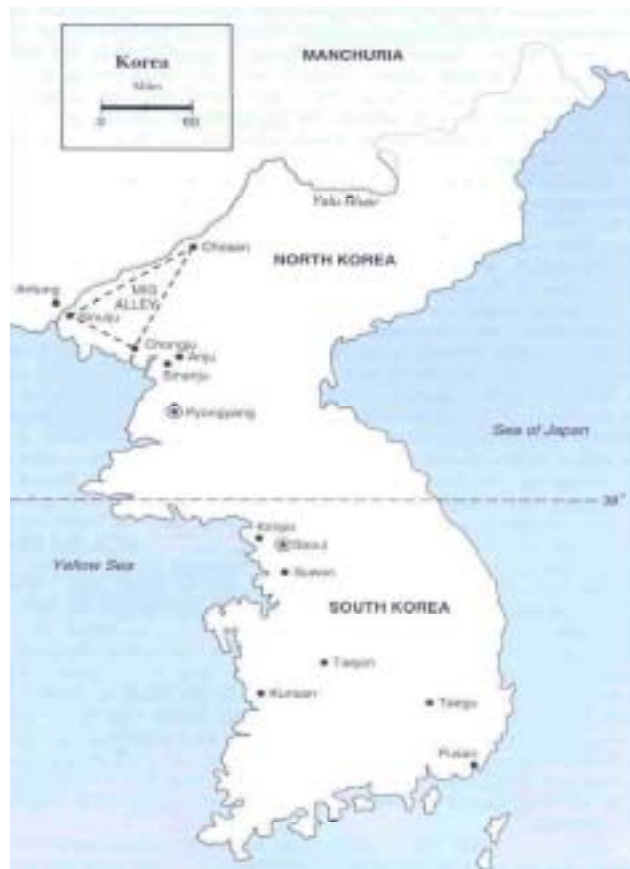 MANCHURIA
Korea
Miles
0 60
Yalu River
Chosan
NORTH KOREA
MIG
ALLEY
Antung
Sinuiju
Chongju
Anju
Sinanju
Pyongyang
Sea of Japan
38°
Kimpo
Seoul
Yellow Sea
Suwon
SOUTH KOREA
Taejon
Kunsan
Taegu
Pusan